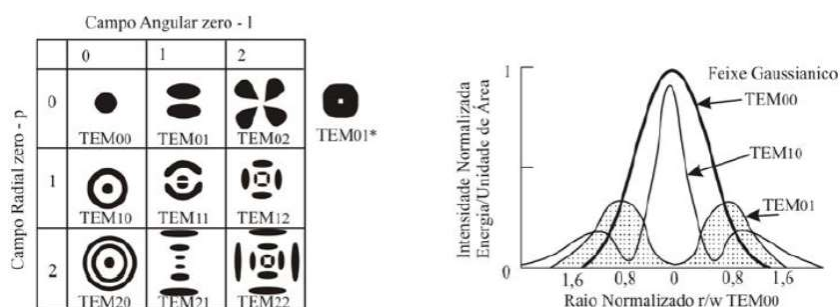 Campo Angular zero - l
0 1 2
Campo Radial zero - p
0
TEM00 TEM01 TEM02 TEM01*
1
TEM10 TEM11 TEM12
2
TEM20 TEM21 TEM22
Intensidade Normalizada
Energia/Unidade de Área
1
0
Feixe Gaussianico
TEM00
TEM10
TEM01
1,6 0,8 0 0,8 1,6
Raio Normalizado r/w TEM00